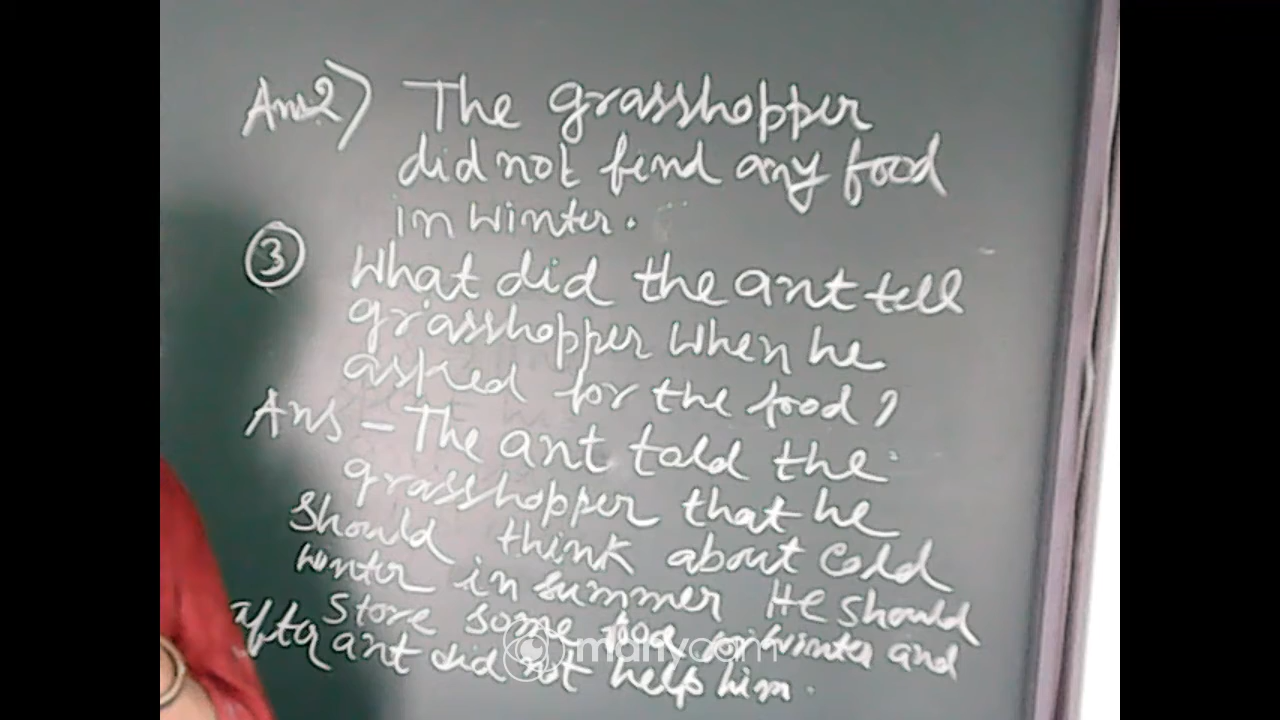 Ans2) The grasshopper
did not find any food
in winter.
③ What did the ant tell
grasshopper when he
asked for the food?
Ans - The ant told the
grasshopper that he
should think about cold
winter in summer He should
store some food for winter and
after ant did not help him.